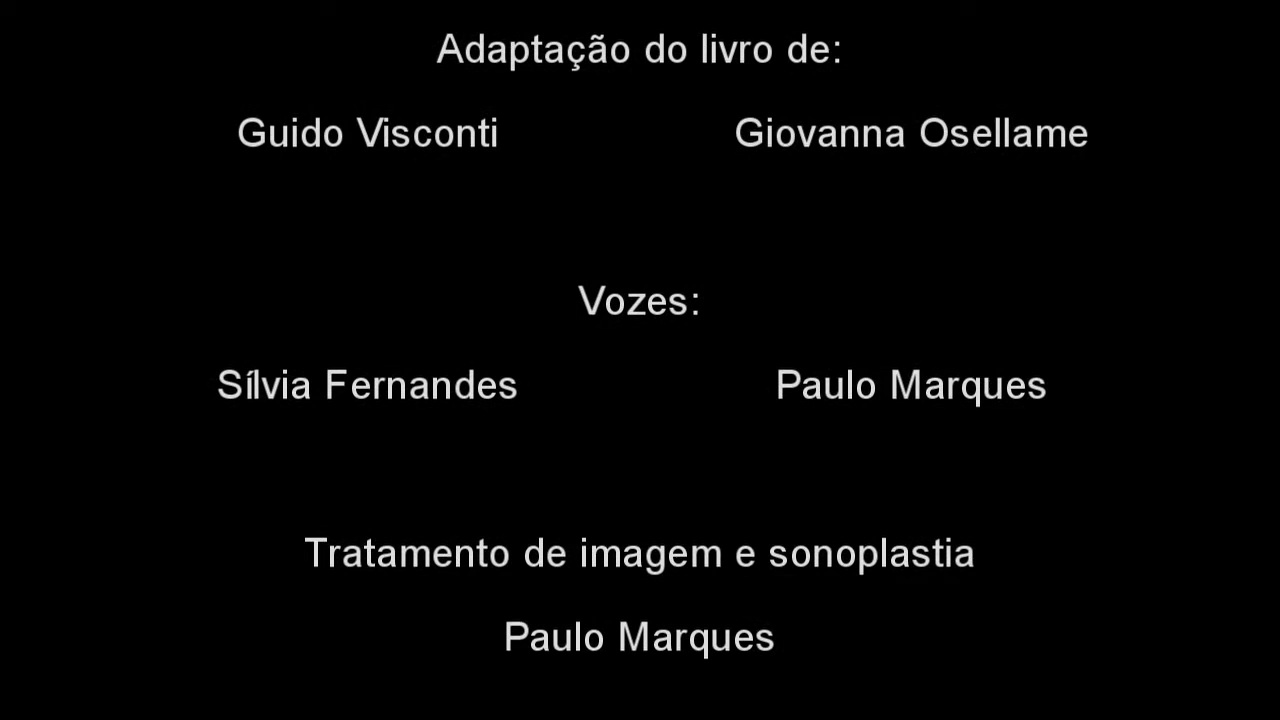 Adaptação do livro de:
Guido Visconti Giovanna Osellame
Vozes:
Sílvia Fernandes Paulo Marques
Tratamento de imagem e sonoplastia
Paulo Marques